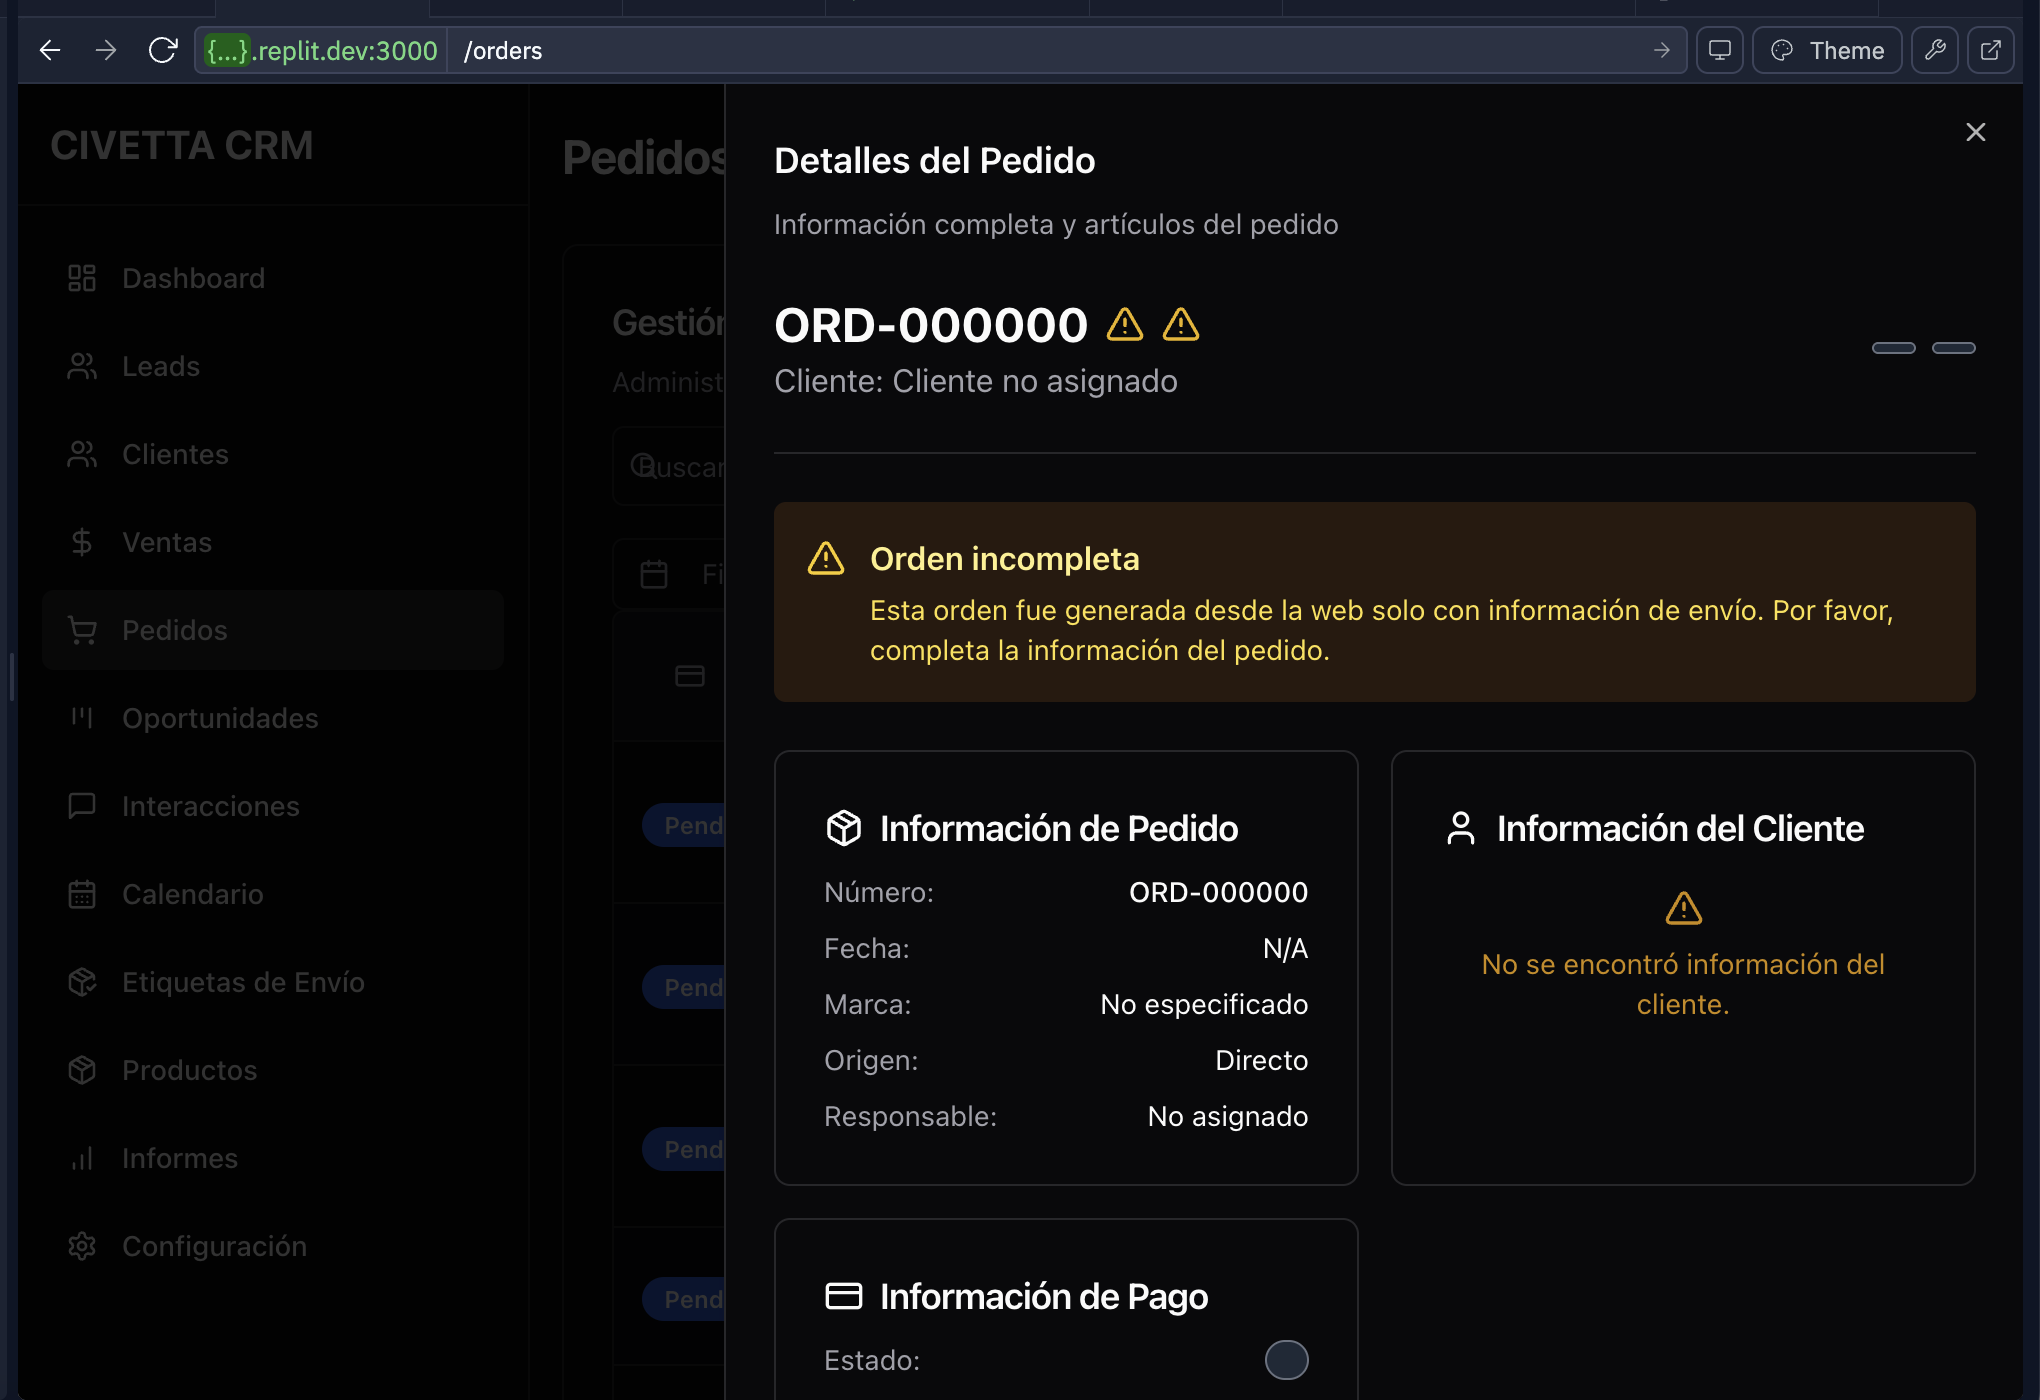 {...}.replit.dev:3000
/orders
Theme
CIVETTA CRM
Dashboard
Leads
Clientes
Ventas
Pedidos
Oportunidades
Interacciones
Calendario
Etiquetas de Envío
Productos
Informes
Configuración
Pedidos
Gestión
Administ
Buscar
Fi
Pend
Pend
Pend
Pend
Detalles del Pedido
Información completa y artículos del pedido
ORD-000000
Cliente: Cliente no asignado
Orden incompleta
Esta orden fue generada desde la web solo con información de envío. Por favor,
completa la información del pedido.
Información de Pedido
Número: ORD-000000
Fecha: N/A
Marca: No especificado
Origen: Directo
Responsable: No asignado
Información del Cliente
No se encontró información del
cliente.
Información de Pago
Estado: